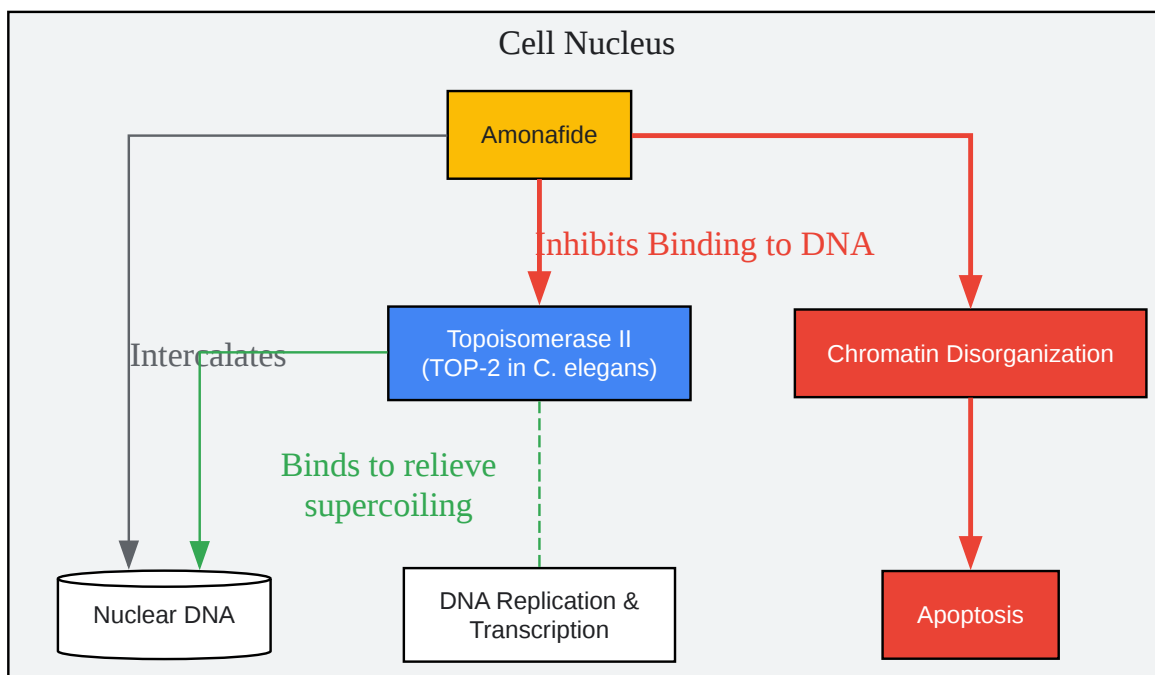 Cell Nucleus
Amonafide
Inhibits Binding to DNA
Intercalates
Topoisomerase II
(TOP-2 in C. elegans)
Chromatin Disorganization
Binds to relieve
supercoiling
Nuclear DNA
DNA Replication &
Transcription
Apoptosis